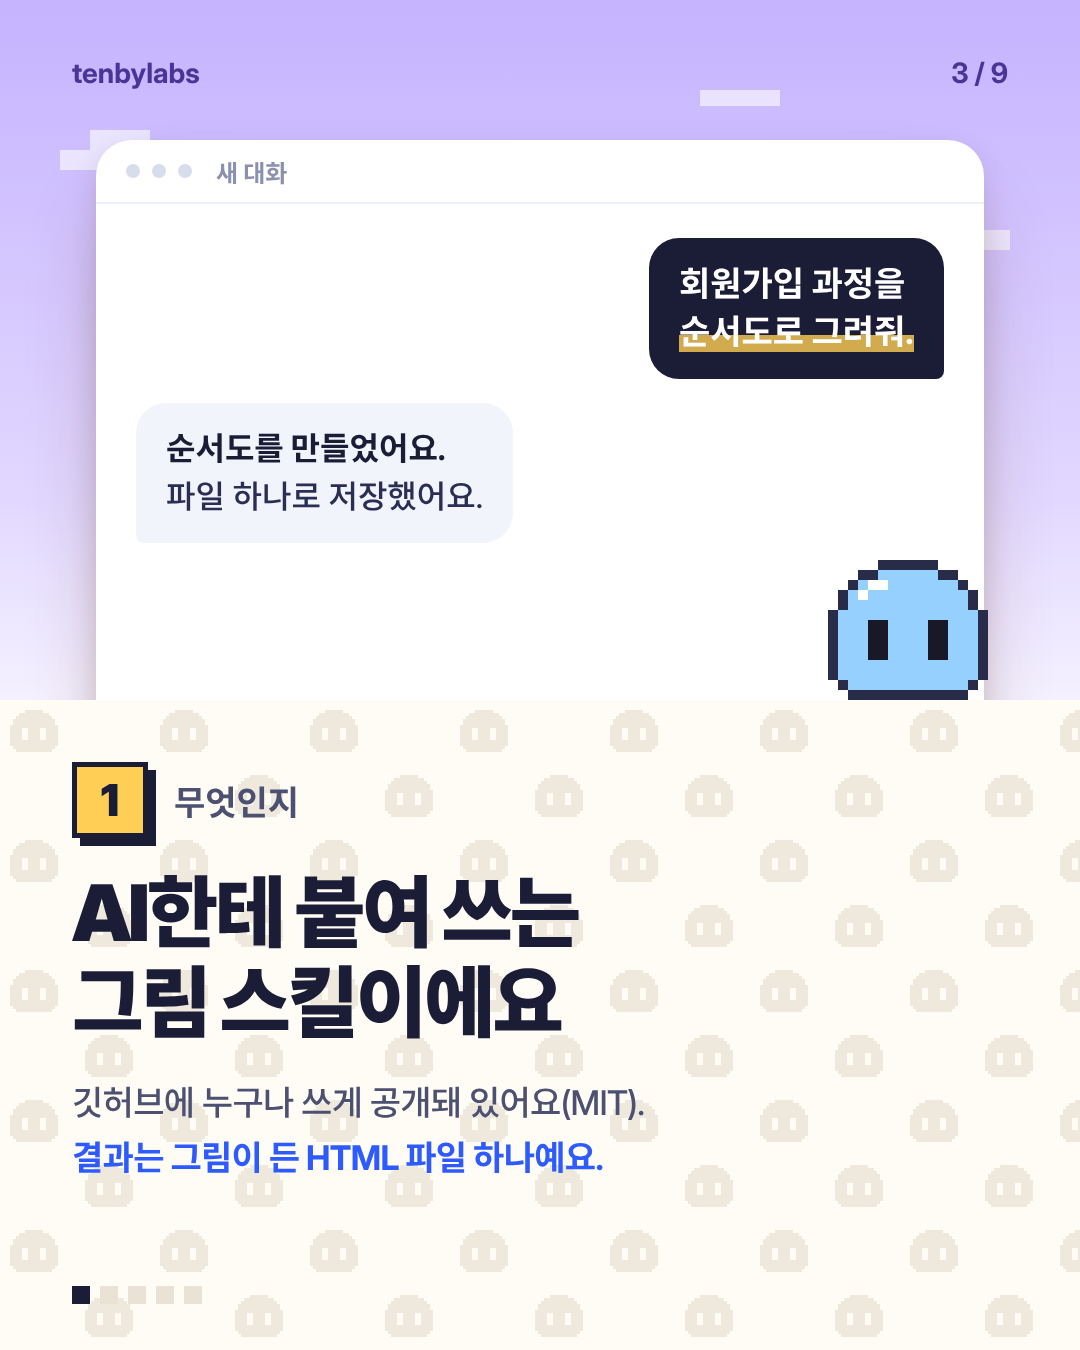 tenbylabs
3 / 9
새 대화
회원가입 과정을
순서도로 그려줘.
순서도를 만들었어요.
파일 하나로 저장했어요.
1
무엇인지
AI한테 붙여 쓰는
그림 스킬이에요
깃허브에 누구나 쓰게 공개돼 있어요(MIT).
결과는 그림이 든 HTML 파일 하나예요.